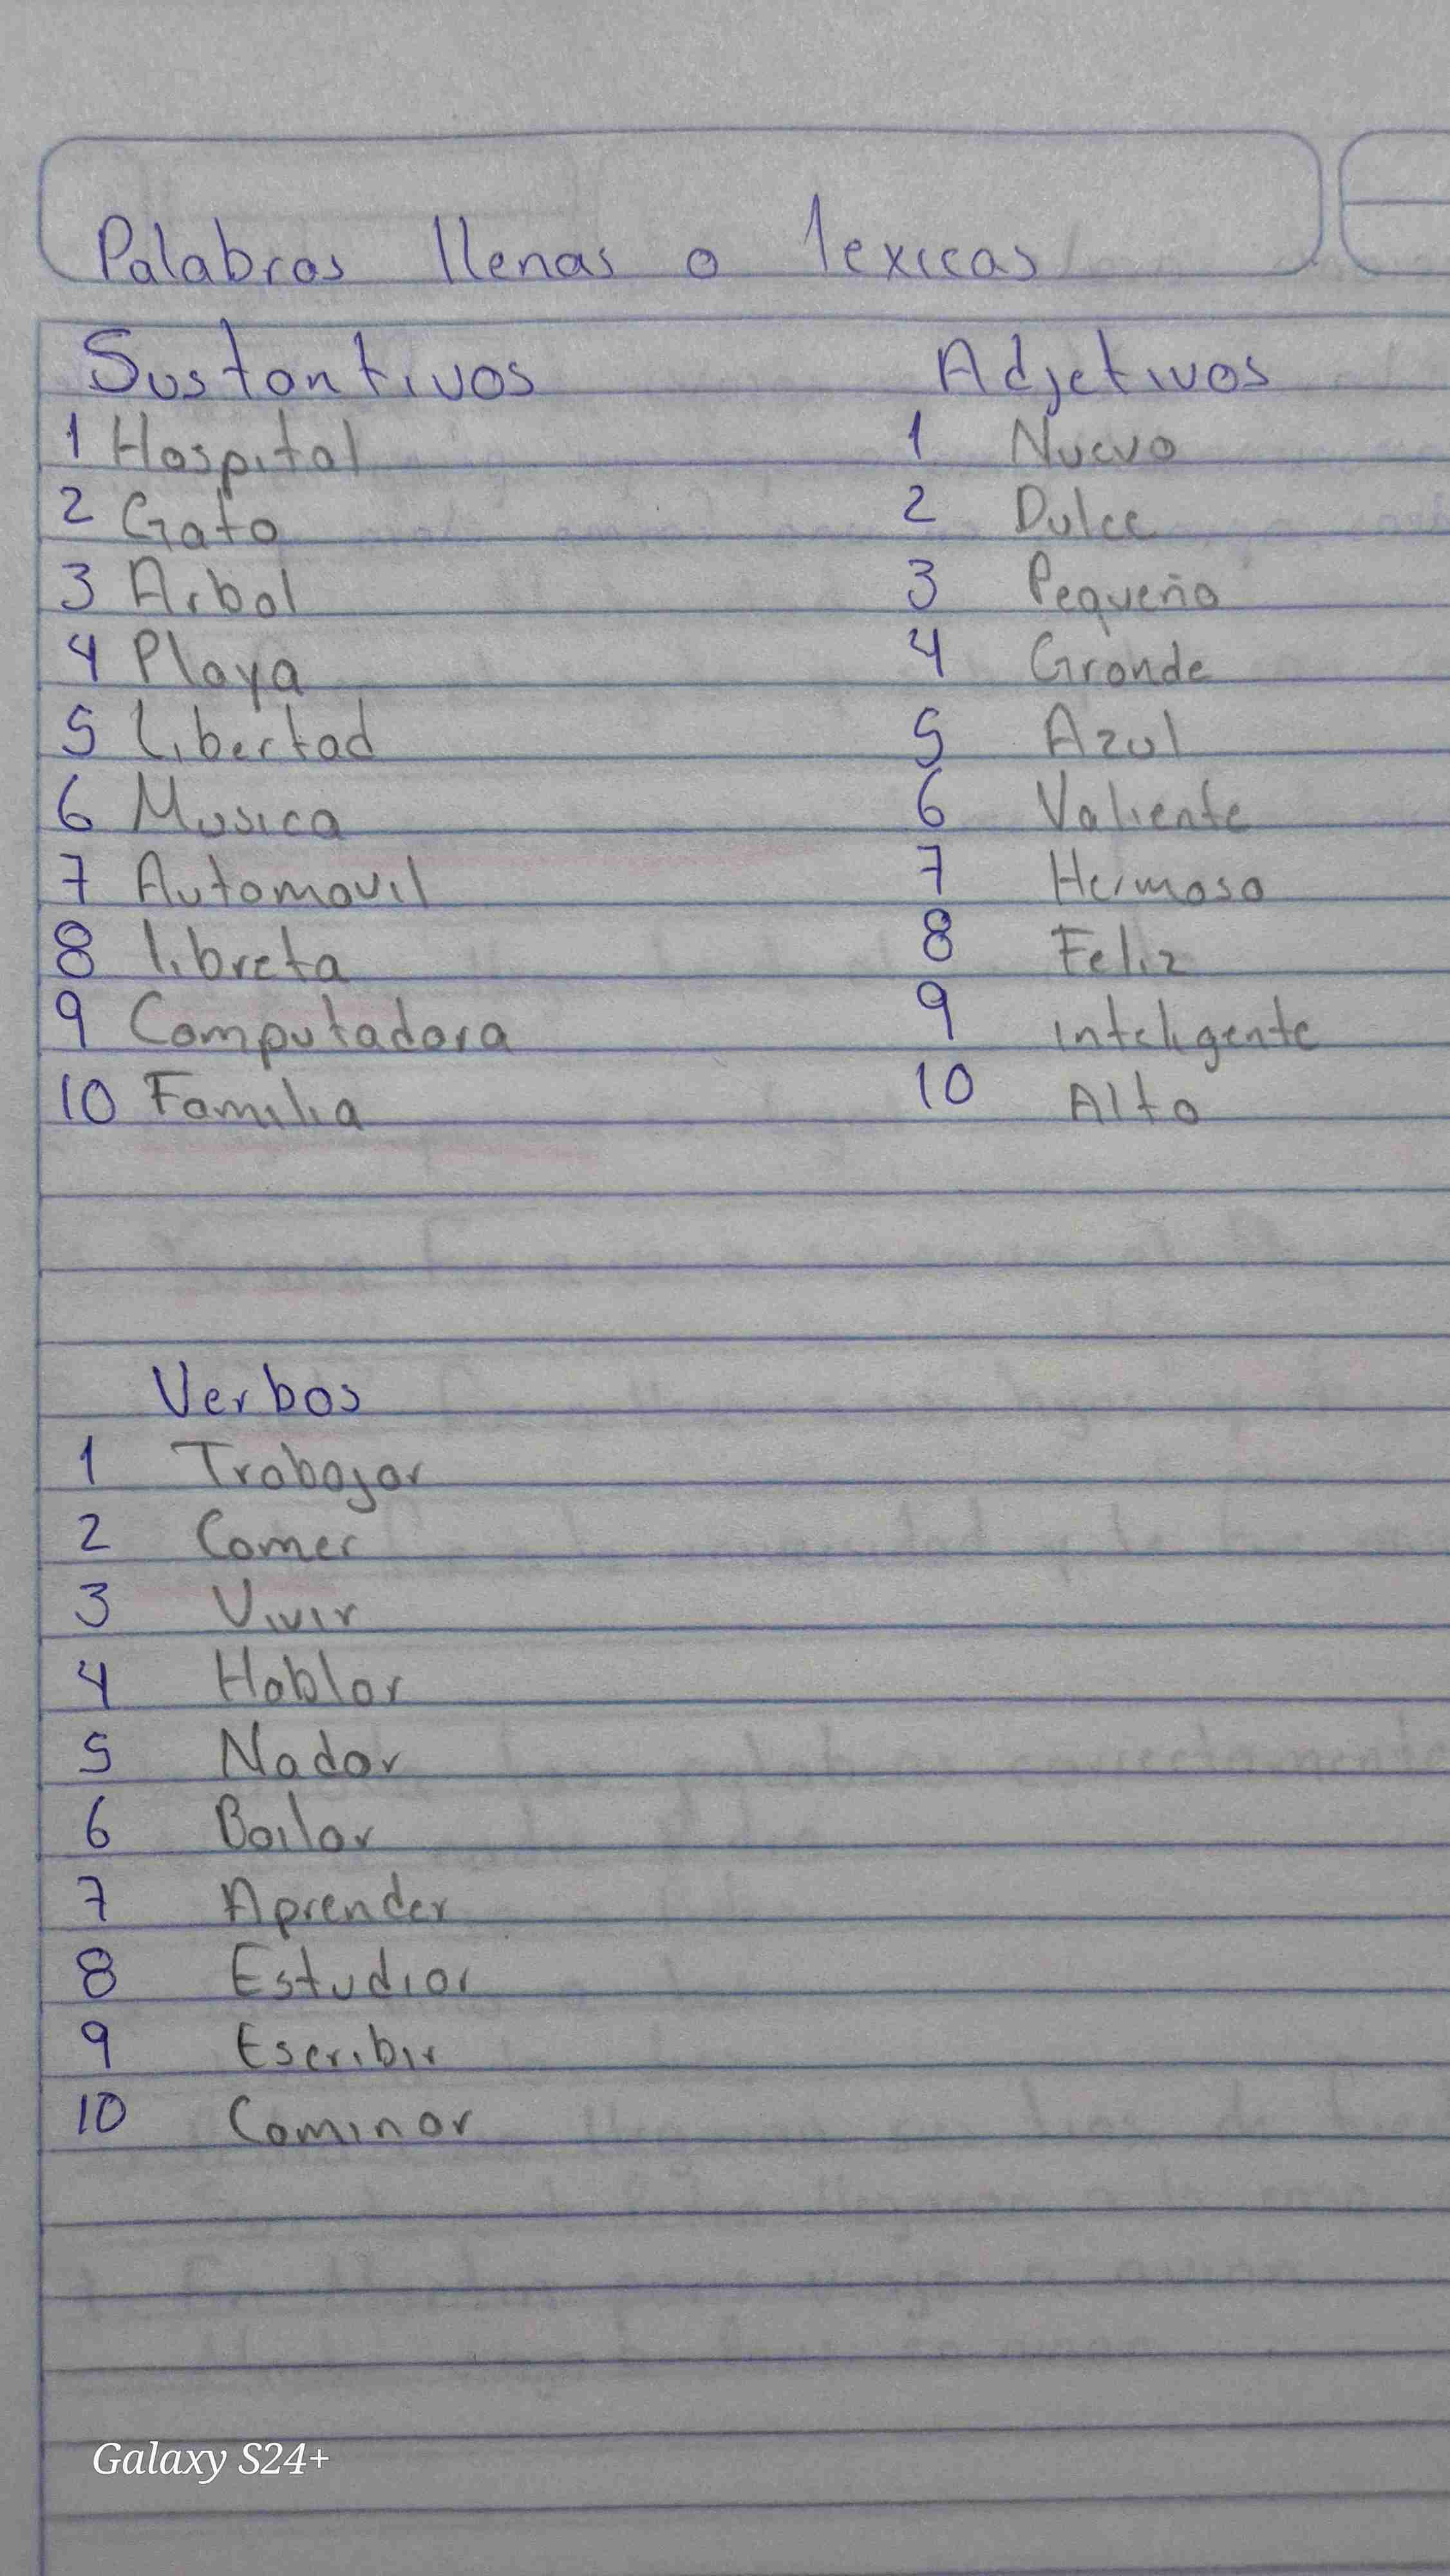 Palabras llenas o lexicas
Sustantivos Adjetivos
1 Hospital 1 Nuevo
2 Gato 2 Dulce
3 Arbol 3 Pequeño
4 Playa 4 Grande
5 Libertad 5 Azul
6 Musica 6 Valiente
7 Automovil 7 Hermoso
8 libreta 8 Feliz
9 Computadora 9 inteligente
10 Familia 10 Alto
Verbos
1 Trabajar
2 Comer
3 Vivir
4 Hablar
5 Nadar
6 Bailar
7 Aprender
8 Estudiar
9 Escribir
10 Caminar
Galaxy S24+